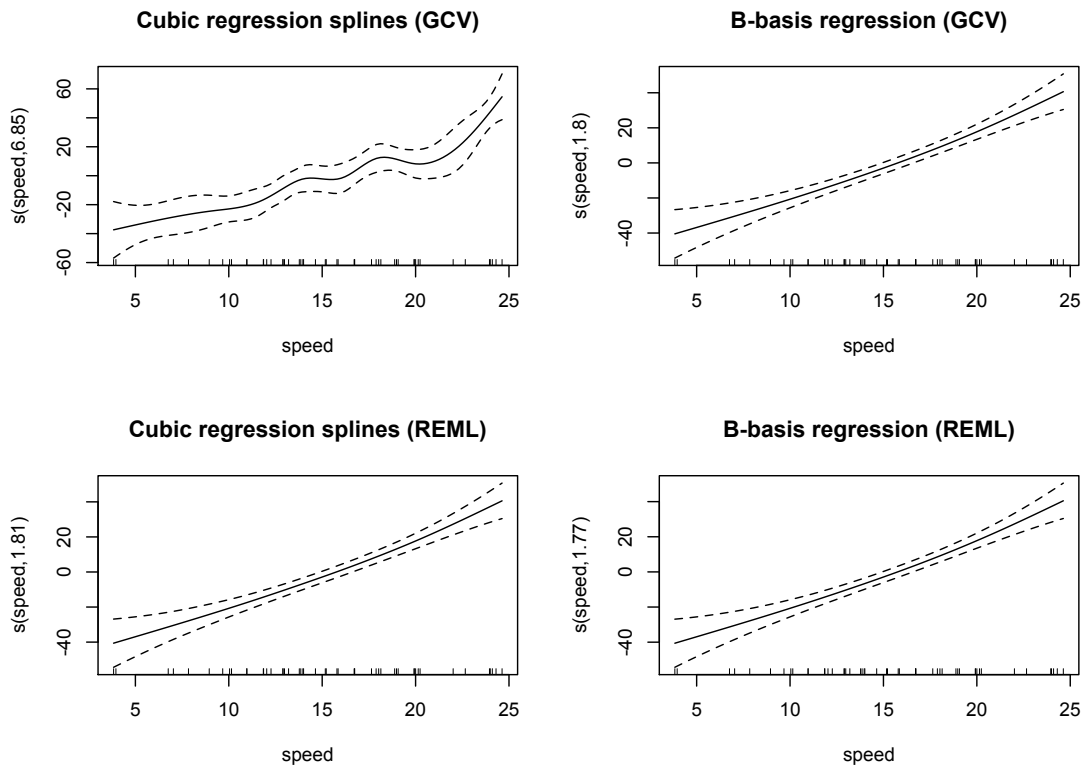 Cubic regression splines (GCV)
s(speed,6.85)
60
20
-20
-60
5 10 15 20 25
speed
B-basis regression (GCV)
s(speed,1.8)
20
0
-40
5 10 15 20 25
speed
Cubic regression splines (REML)
s(speed,1.81)
20
0
-40
5 10 15 20 25
speed
B-basis regression (REML)
s(speed,1.77)
20
0
-40
5 10 15 20 25
speed